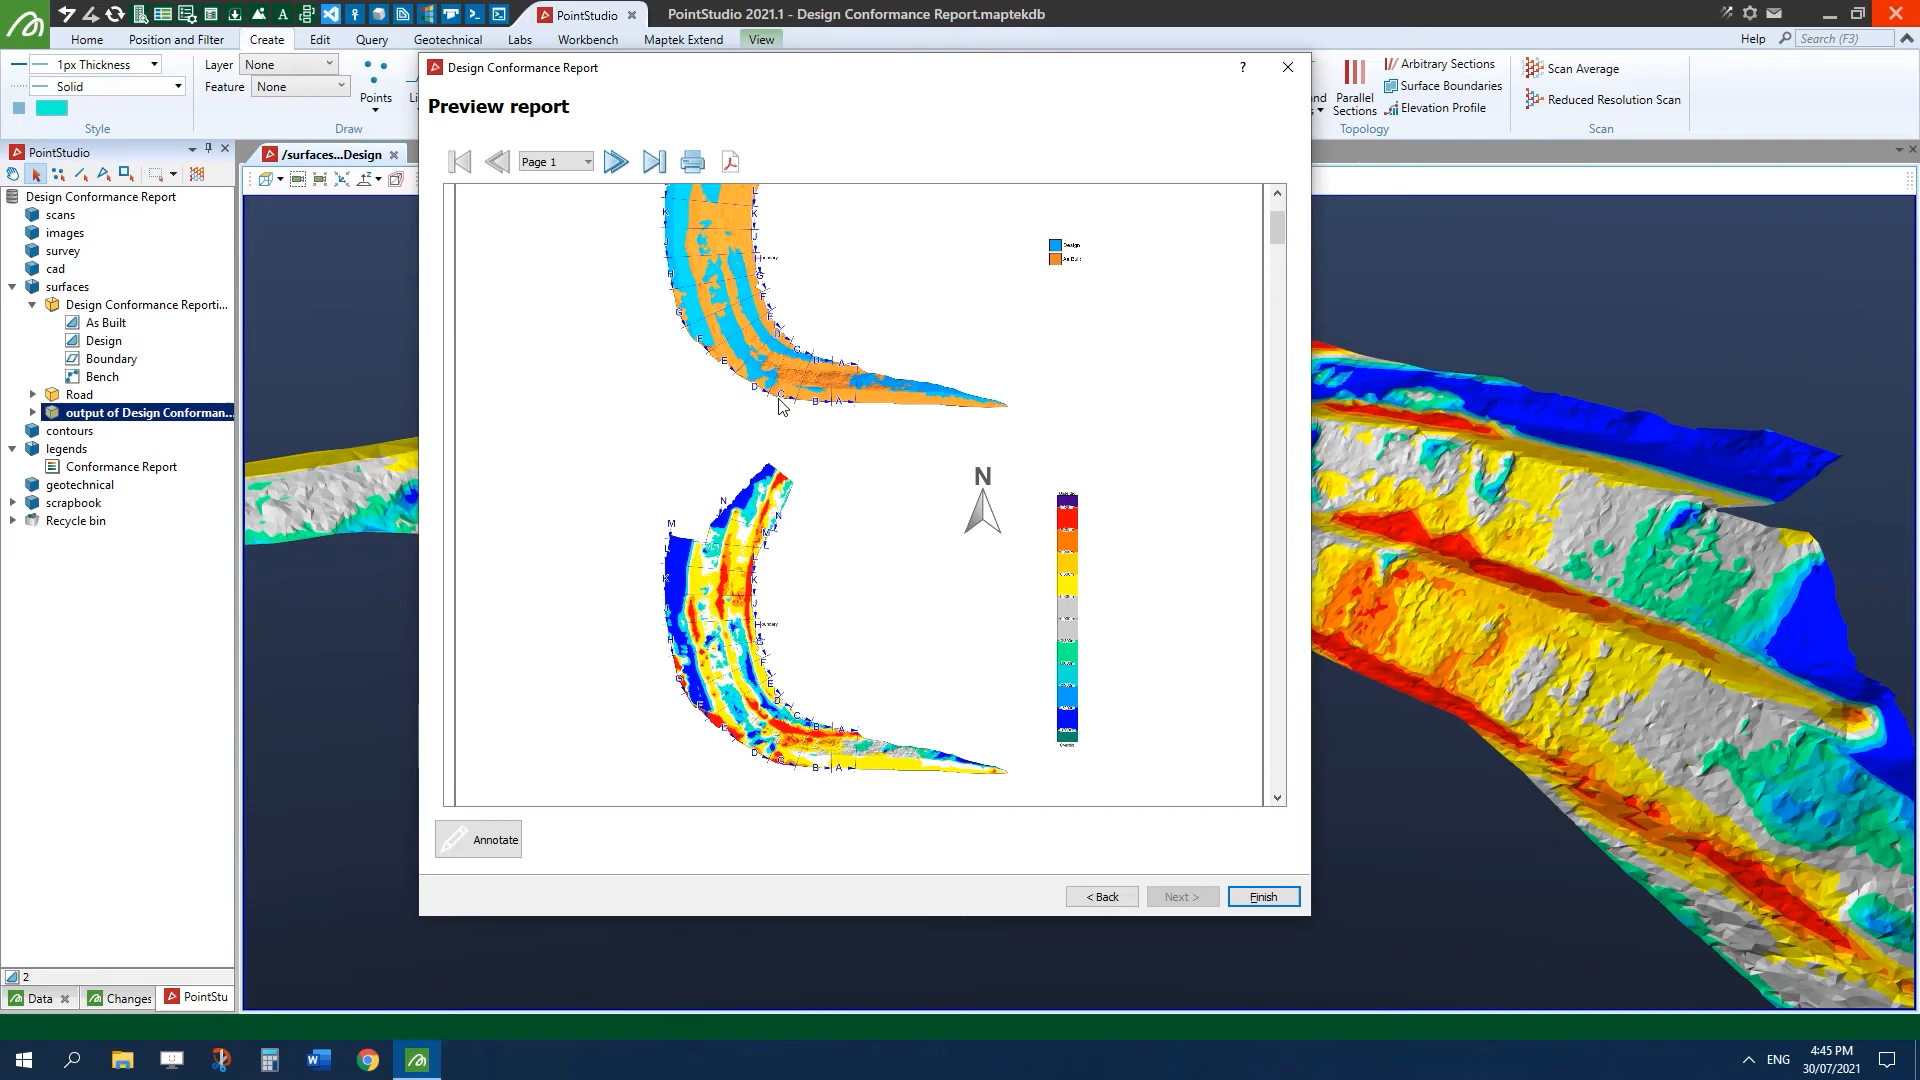 PointStudio
PointStudio 2021.1 - Design Conformance Report.maptekdb
Home
Position and Filter
Create
Edit
Query
Geotechnical
Labs
Workbench
Maptek Extend
View
Help
Search (F3)
1px Thickness
Solid
Style
Layer
None
Feature
None
Points
Li
Draw
Parallel Sections
Arbitrary Sections
Surface Boundaries
Elevation Profile
Topology
Scan Average
Reduced Resolution Scan
Scan
PointStudio
Design Conformance Report
scans
images
survey
cad
surfaces
Design Conformance Reporti...
As Built
Design
Boundary
Bench
Road
output of Design Conforman...
contours
legends
Conformance Report
geotechnical
scrapbook
Recycle bin
2
Data
Changes
PointStu
/surfaces...Design
Design Conformance Report
?
Preview report
Page 1
L
K
K
J
J
H
H
G
G
F
F
E
E
D
D
C
C
B
A
B
A
Design
As Built
N
N
N
M
M
L
K
K
J
H
H
G
G
F
F
E
E
D
D
C
C
B
A
B
A
Annotate
< Back
Next >
Finish
ENG
4:45 PM
30/07/2021